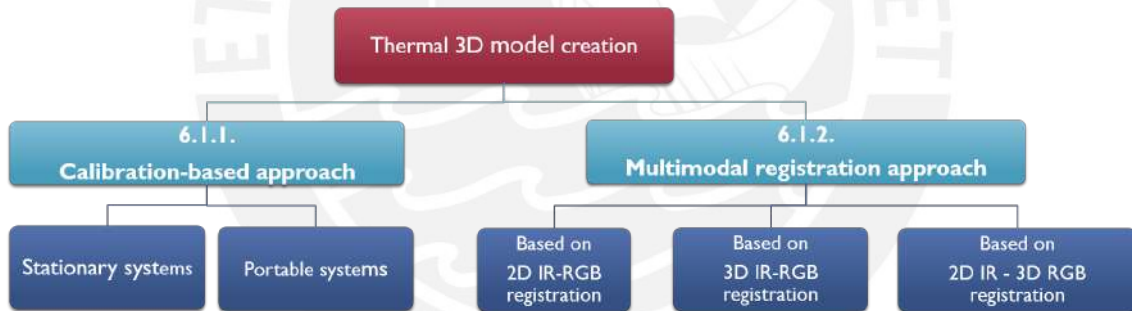 Thermal 3D model creation
6.1.1.
Calibration-based approach
6.1.2.
Multimodal registration approach
Stationary systems
Portable systems
Based on
2D IR-RGB
registration
Based on
3D IR-RGB
registration
Based on
2D IR - 3D RGB
registration
ET
ET